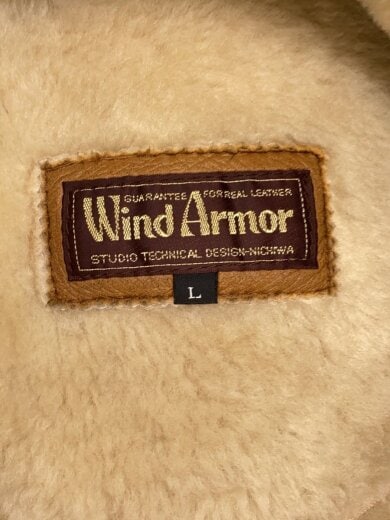 GUARANTEE FOR REAL LEATHER
Wind Armor
STUDIO TECHNICAL DESIGN-NICHIWA
L